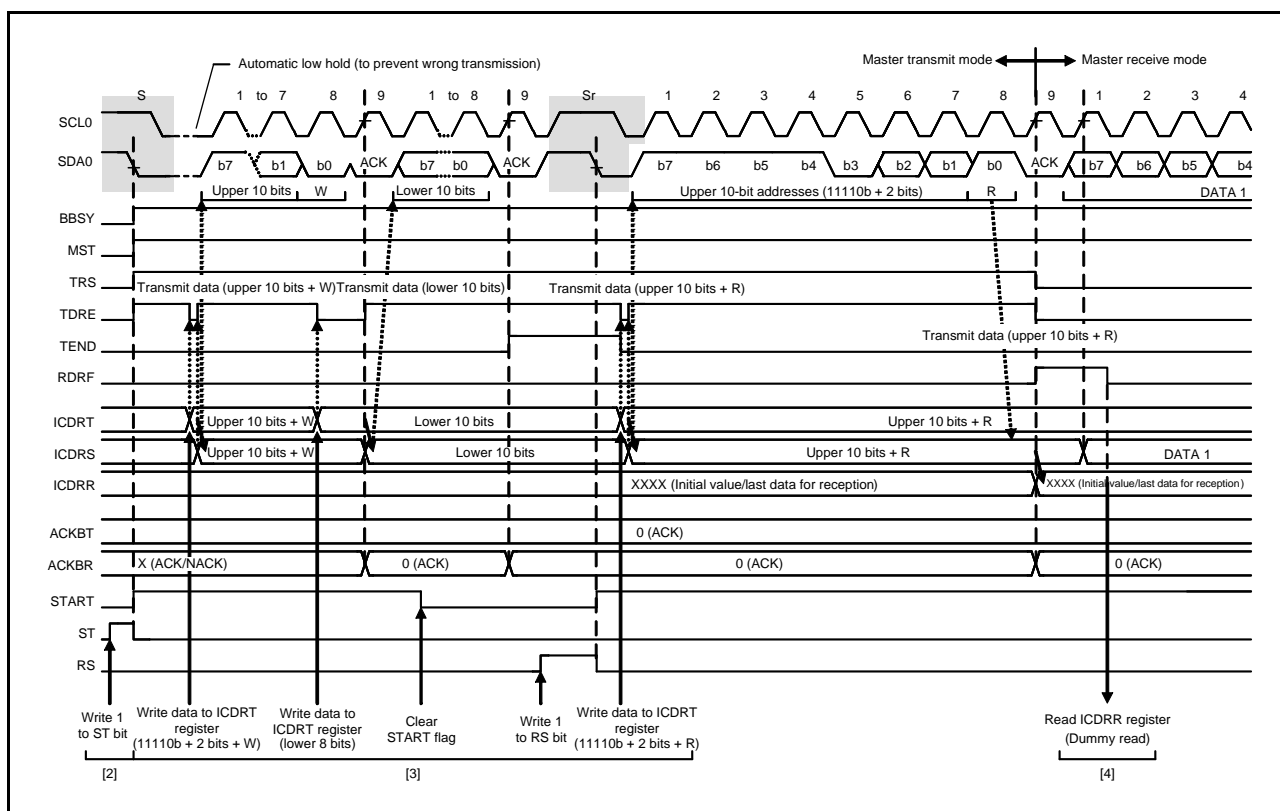 Master transmit mode Master receive mode
Automatic low hold (to prevent wrong transmission)
S 1 to 7 8 9 1 to 8 9 Sr 1 2 3 4 5 6 7 8 9 1 2 3 4
SCL0
SDA0 b7 b1 b0 ACK b7 b0 ACK b7 b6 b5 b4 b3 b2 b1 b0 ACK b7 b6 b5 b4
Upper 10 bits W Lower 10 bits Upper 10-bit addresses (11110b + 2 bits) R DATA 1
BBSY
MST
TRS
Transmit data (upper 10 bits + W) Transmit data (lower 10 bits) Transmit data (upper 10 bits + R)
TDRE
Transmit data (upper 10 bits + R)
TEND
RDRF
ICDRT Upper 10 bits + W Lower 10 bits Upper 10 bits + R
ICDRS Upper 10 bits + W Lower 10 bits Upper 10 bits + R DATA 1
ICDRR XXXX (Initial value/last data for reception) XXXX (Initial value/last data for reception)
ACKBT 0 (ACK)
ACKBR X (ACK/NACK) 0 (ACK) 0 (ACK) 0 (ACK)
START
ST
RS
Write 1
to ST bit
Write data to ICDRT
register
(11110b + 2 bits + W)
Write data to
ICDRT register
(lower 8 bits)
Clear
START flag
Write 1
to RS bit
Write data to ICDRT
register
(11110b + 2 bits + R)
Read ICDRR register
(Dummy read)
[2] [3] [4]